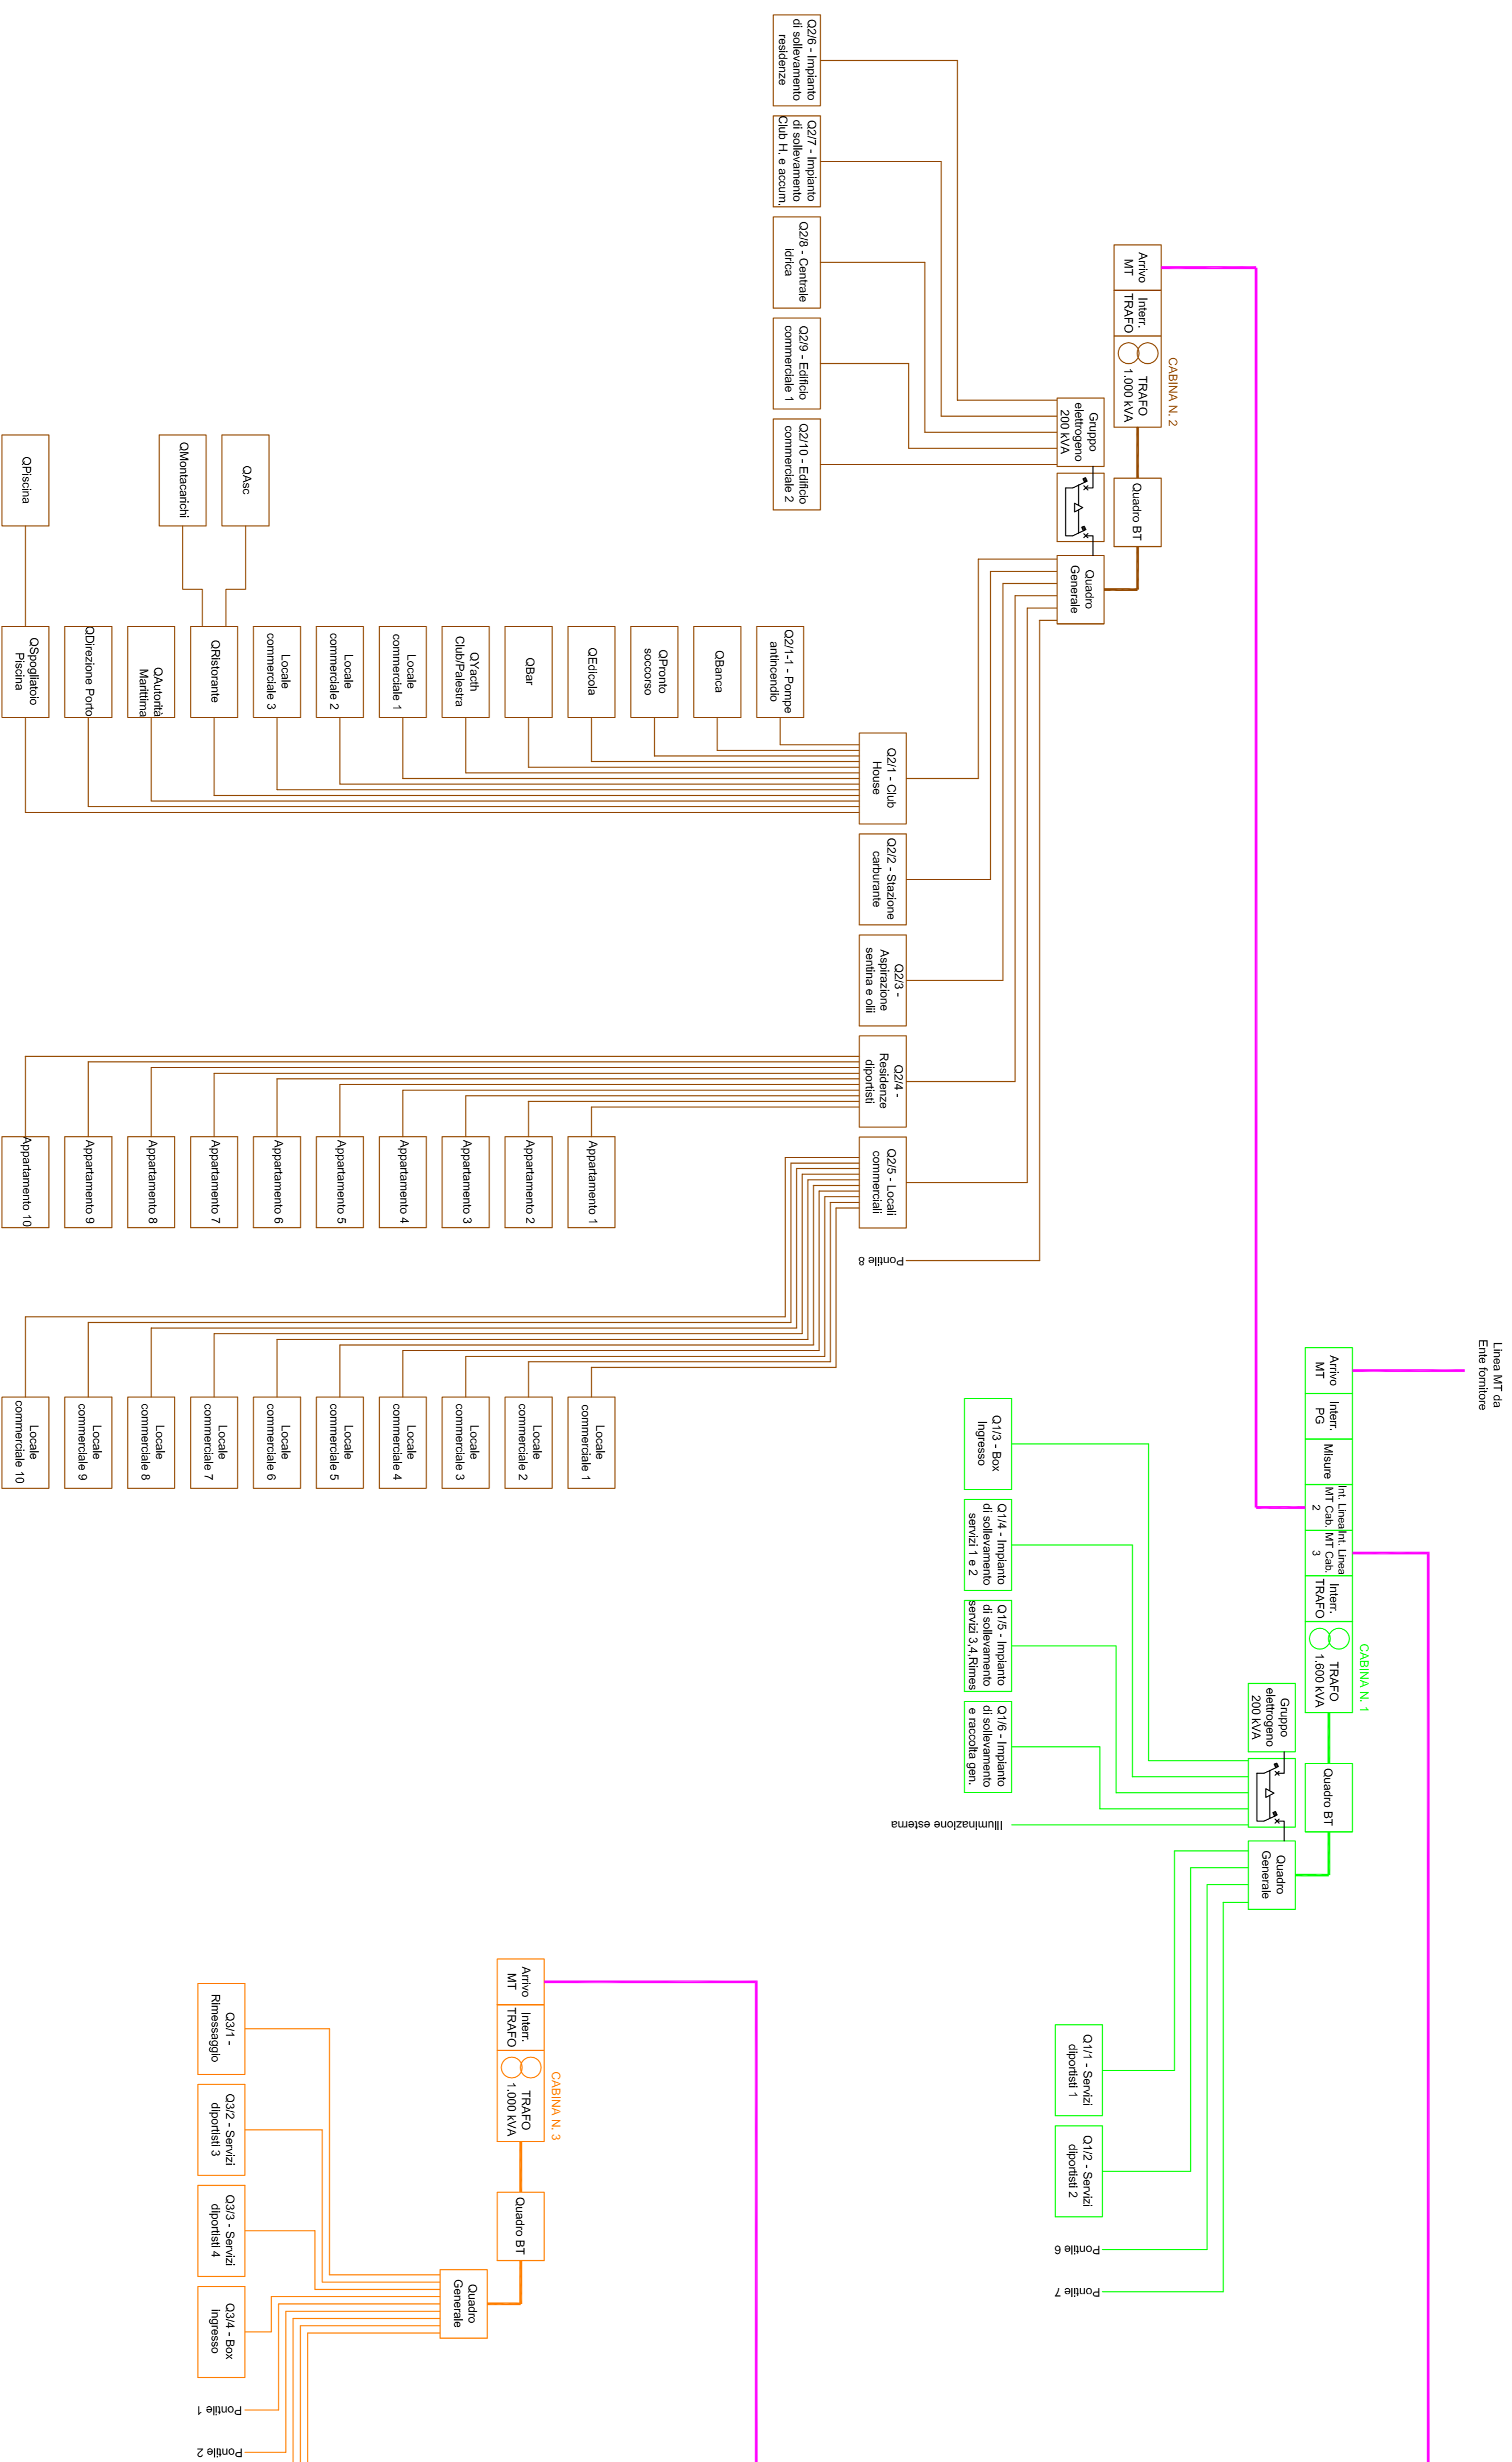 Linea MT da
Ente fornitore
CABINA N. 1
Arrivo
MT
Interr.
PG
Misure
Int. Linea
MT Cab.
2
Int. Linea
MT Cab.
3
Interr.
TRAFO
TRAFO
1.600 kVA
Quadro BT
Gruppo
elettrogeno
200 kVA
Quadro
Generale
Q1/1 - Servizi
diportisti 1
Q1/2 - Servizi
diportisti 2
Pontile 6
Pontile 7
Q1/3 - Box
Ingresso
Q1/4 - Impianto
di sollevamento
servizi 1 e 2
Q1/5 - Impianto
di sollevamento
servizi 3,4,Rimes
Q1/6 - Impianto
di sollevamento
e raccolta gen.
Illuminazione esterna
CABINA N. 2
Arrivo
MT
Interr.
TRAFO
TRAFO
1.000 kVA
Quadro BT
Gruppo
elettrogeno
200 kVA
Quadro
Generale
Q2/6 - Impianto
di sollevamento
residenze
Q2/7 - Impianto
di sollevamento
Club H. e accum.
Q2/8 - Centrale
idrica
Q2/9 - Edificio
commerciale 1
Q2/10 - Edificio
commerciale 2
Q2/1 - Club
House
Q2/2 - Stazione
carburante
Q2/3 -
Aspirazione
sentina e olii
Q2/4 -
Residenze
diportisti
Q2/5 - Locali
commerciali
Pontile 8
Q2/1-1 - Pompe
antincendio
QBanca
QPronto
soccorso
QEdicola
QBar
QYacth
Club/Palestra
Locale
commerciale 1
Locale
commerciale 2
Locale
commerciale 3
QRistorante
QAutorità
Marittima
QDirezione Porto
QSpogliatoio
Piscina
QAsc
QMontacarichi
QPiscina
Appartamento 1
Appartamento 2
Appartamento 3
Appartamento 4
Appartamento 5
Appartamento 6
Appartamento 7
Appartamento 8
Appartamento 9
Appartamento 10
Locale
commerciale 1
Locale
commerciale 2
Locale
commerciale 3
Locale
commerciale 4
Locale
commerciale 5
Locale
commerciale 6
Locale
commerciale 7
Locale
commerciale 8
Locale
commerciale 9
Locale
commerciale 10
CABINA N. 3
Arrivo
MT
Interr.
TRAFO
TRAFO
1.000 kVA
Quadro BT
Quadro
Generale
Q3/1 -
Rimessaggio
Q3/2 - Servizi
diportisti 3
Q3/3 - Servizi
diportisti 4
Q3/4 - Box
ingresso
Pontile 1
Pontile 2